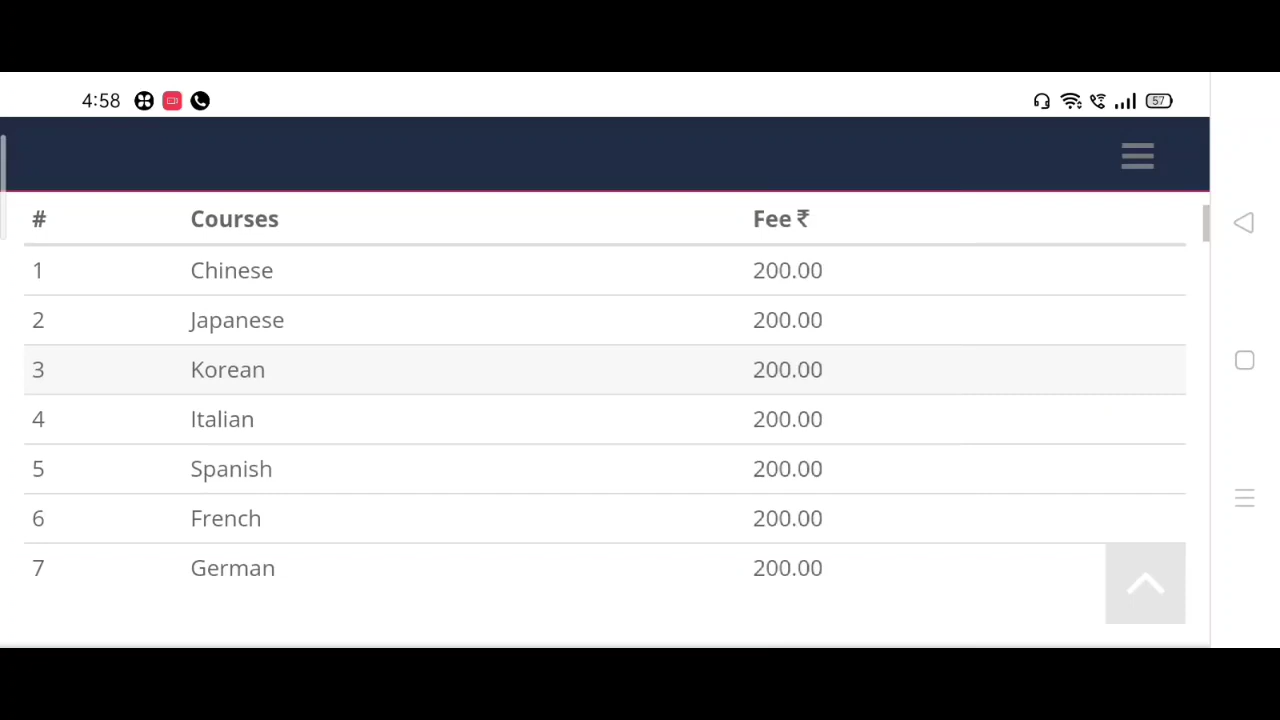 4:58 57
# Courses Fee ₹
1 Chinese 200.00
2 Japanese 200.00
3 Korean 200.00
4 Italian 200.00
5 Spanish 200.00
6 French 200.00
7 German 200.00